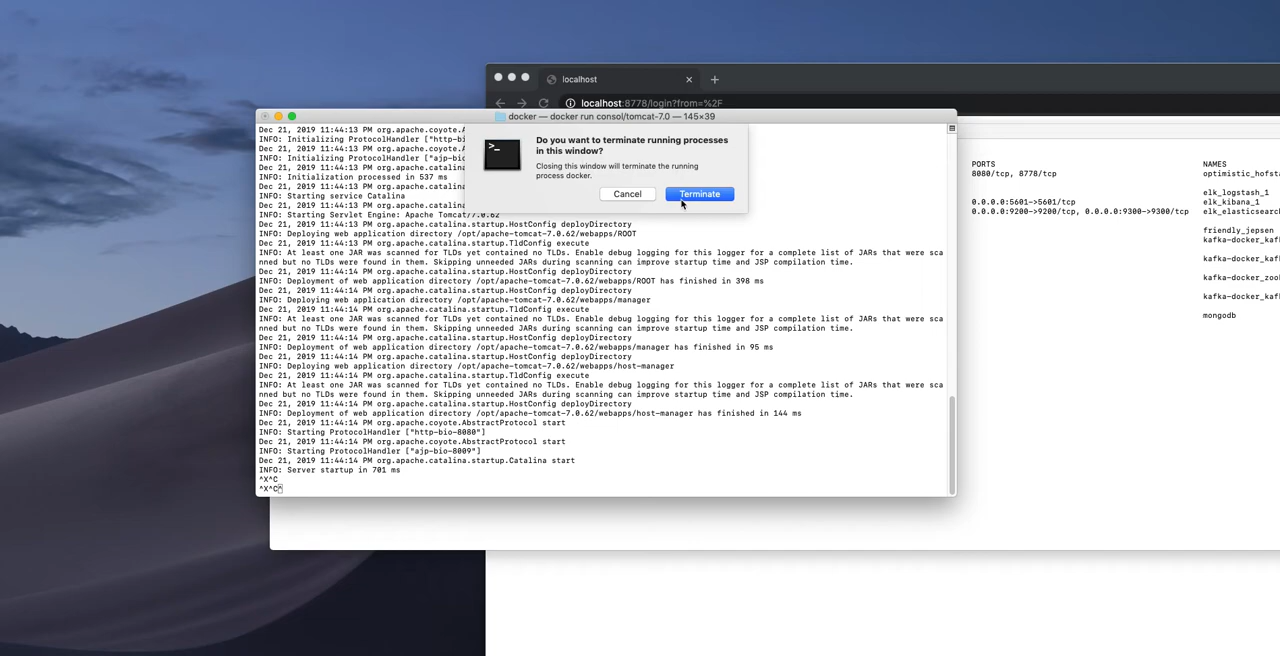 localhost
localhost:8778/login?from=%2F
docker — docker run consol/tomcat-7.0 — 145×39
Dec 21, 2019 11:44:13 PM org.apache.coyote.A
INFO: Initializing ProtocolHandler ["http-b
Dec 21, 2019 11:44:13 PM org.apache.coyote.A
INFO: Initializing ProtocolHandler ["ajp-bio
Dec 21, 2019 11:44:13 PM org.apache.catalina
INFO: Initialization processed in 537 ms
Dec 21, 2019 11:44:13 PM org.apache.catalina
INFO: Starting service Catalina
Dec 21, 2019 11:44:13 PM org.apache.catalina
INFO: Starting Servlet Engine: Apache Tomcat/7.0.62
Dec 21, 2019 11:44:13 PM org.apache.catalina.startup.HostConfig deployDirectory
INFO: Deploying web application directory /opt/apache-tomcat-7.0.62/webapps/ROOT
Dec 21, 2019 11:44:13 PM org.apache.catalina.startup.TldConfig execute
INFO: At least one JAR was scanned for TLDs yet contained no TLDs. Enable debug logging for this logger for a complete list of JARs that were sca
nned but no TLDs were found in them. Skipping unneeded JARs during scanning can improve startup time and JSP compilation time.
Dec 21, 2019 11:44:14 PM org.apache.catalina.startup.HostConfig deployDirectory
INFO: Deployment of web application directory /opt/apache-tomcat-7.0.62/webapps/ROOT has finished in 398 ms
Dec 21, 2019 11:44:14 PM org.apache.catalina.startup.HostConfig deployDirectory
INFO: Deploying web application directory /opt/apache-tomcat-7.0.62/webapps/manager
Dec 21, 2019 11:44:14 PM org.apache.catalina.startup.TldConfig execute
INFO: At least one JAR was scanned for TLDs yet contained no TLDs. Enable debug logging for this logger for a complete list of JARs that were sca
nned but no TLDs were found in them. Skipping unneeded JARs during scanning can improve startup time and JSP compilation time.
Dec 21, 2019 11:44:14 PM org.apache.catalina.startup.HostConfig deployDirectory
INFO: Deployment of web application directory /opt/apache-tomcat-7.0.62/webapps/manager has finished in 95 ms
Dec 21, 2019 11:44:14 PM org.apache.catalina.startup.HostConfig deployDirectory
INFO: Deploying web application directory /opt/apache-tomcat-7.0.62/webapps/host-manager
Dec 21, 2019 11:44:14 PM org.apache.catalina.startup.TldConfig execute
INFO: At least one JAR was scanned for TLDs yet contained no TLDs. Enable debug logging for this logger for a complete list of JARs that were sca
nned but no TLDs were found in them. Skipping unneeded JARs during scanning can improve startup time and JSP compilation time.
Dec 21, 2019 11:44:14 PM org.apache.catalina.startup.HostConfig deployDirectory
INFO: Deployment of web application directory /opt/apache-tomcat-7.0.62/webapps/host-manager has finished in 144 ms
Dec 21, 2019 11:44:14 PM org.apache.coyote.AbstractProtocol start
INFO: Starting ProtocolHandler ["http-bio-8080"]
Dec 21, 2019 11:44:14 PM org.apache.coyote.AbstractProtocol start
INFO: Starting ProtocolHandler ["ajp-bio-8009"]
Dec 21, 2019 11:44:14 PM org.apache.catalina.startup.Catalina start
INFO: Server startup in 701 ms
^X^C
^X^C^
Do you want to terminate running processes
in this window?
Closing this window will terminate the running
process docker.
Cancel Terminate
PORTS NAMES
8080/tcp, 8778/tcp optimistic_hofst
elk_logstash_1
0.0.0.0:5601->5601/tcp elk_kibana_1
0.0.0.0:9200->9200/tcp, 0.0.0.0:9300->9300/tcp elk_elasticsear
friendly_jepsen
kafka-docker_kaf
kafka-docker_kaf
kafka-docker_zoo
kafka-docker_kaf
mongodb